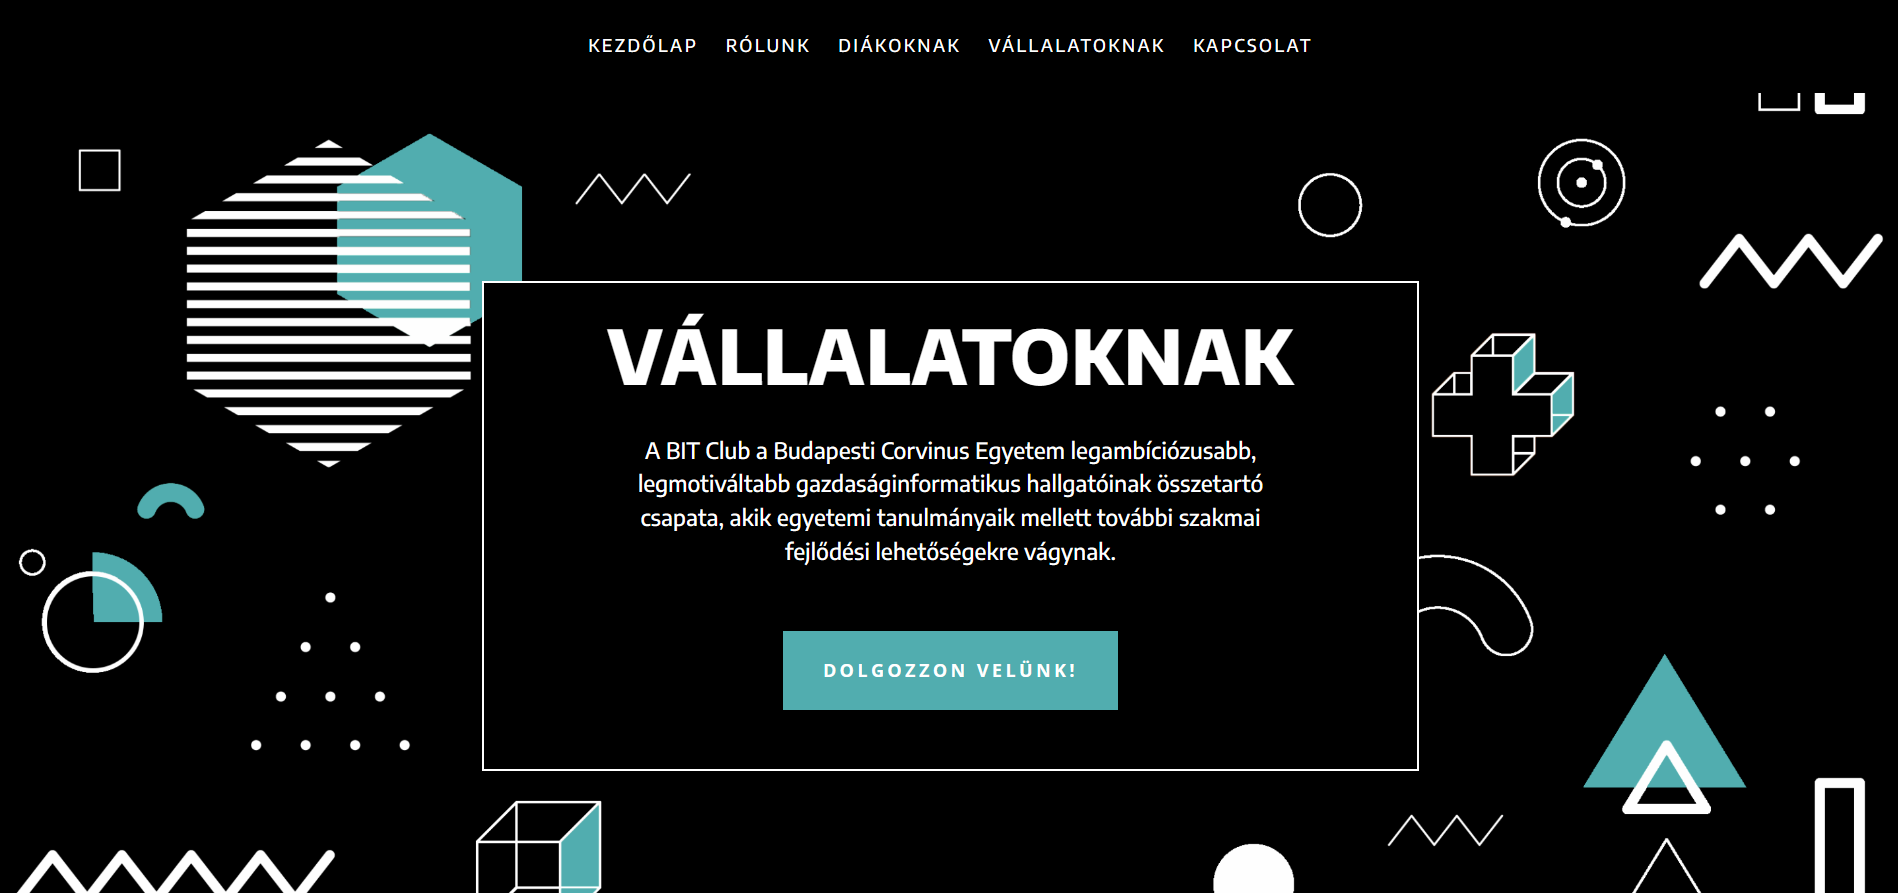 KEZDŐLAP RÓLUNK DIÁKOKNAK VÁLLALATOKNAK KAPCSOLAT
VÁLLALATOKNAK
A BIT Club a Budapesti Corvinus Egyetem legambíciózusabb,
legmotiváltabb gazdaságinformatikus hallgatóinak összetartó
csapata, akik egyetemi tanulmányaik mellett további szakmai
fejlődési lehetőségekre vágynak.
DOLGOZZON VELÜNK!